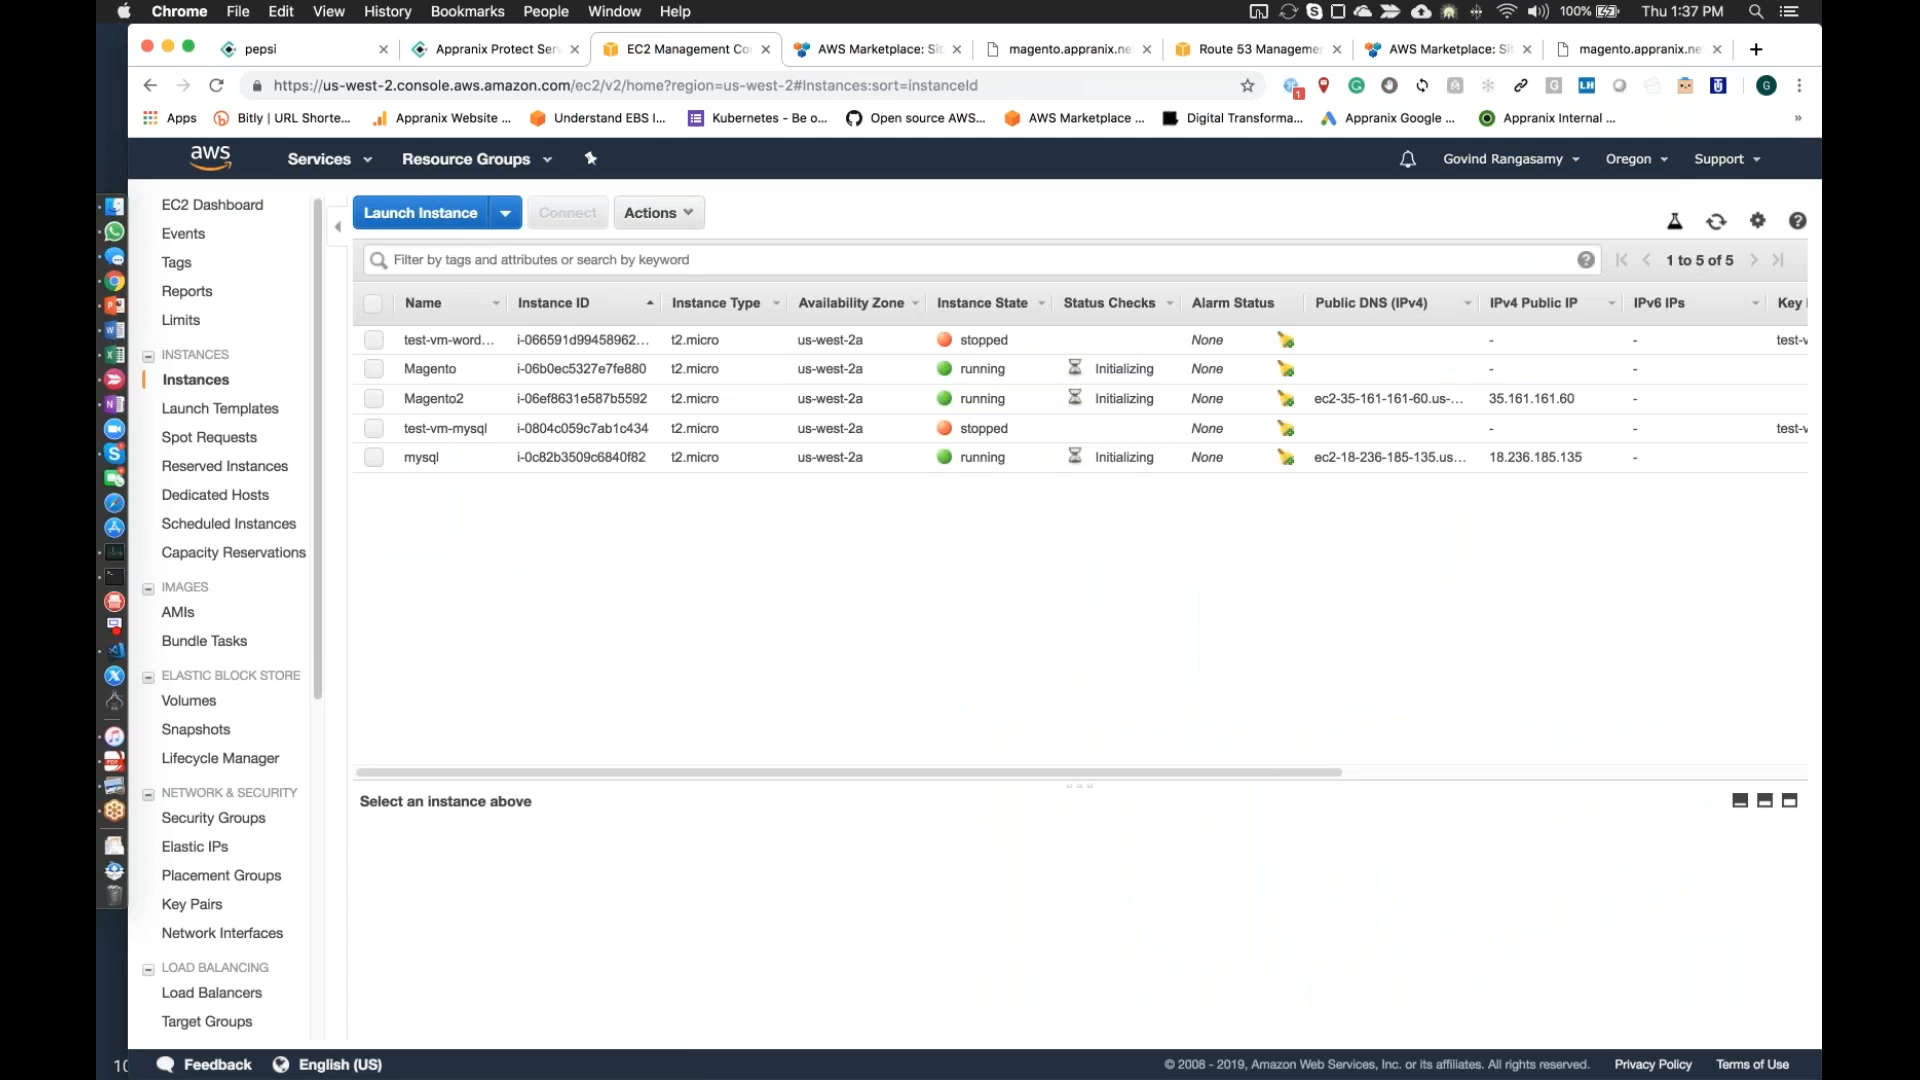 Chrome File Edit View History Bookmarks People Window Help 100% Thu 1:37 PM
pepsi Appranix Protect Ser EC2 Management Co AWS Marketplace: Sit magento.appranix.ne Route 53 Manageme AWS Marketplace: Sit magento.appranix.ne
https://us-west-2.console.aws.amazon.com/ec2/v2/home?region=us-west-2#Instances:sort=instanceId
Apps Bitly | URL Shorte... Appranix Website ... Understand EBS I... Kubernetes - Be o... Open source AWS... AWS Marketplace ... Digital Transforma... Appranix Google ... Appranix Internal ... »
aws Services Resource Groups Govind Rangasamy Oregon Support
EC2 Dashboard
Events
Tags
Reports
Limits
INSTANCES
Instances
Launch Templates
Spot Requests
Reserved Instances
Dedicated Hosts
Scheduled Instances
Capacity Reservations
IMAGES
AMIs
Bundle Tasks
ELASTIC BLOCK STORE
Volumes
Snapshots
Lifecycle Manager
NETWORK & SECURITY
Security Groups
Elastic IPs
Placement Groups
Key Pairs
Network Interfaces
LOAD BALANCING
Load Balancers
Target Groups
Launch Instance Connect Actions
Filter by tags and attributes or search by keyword 1 to 5 of 5
Name Instance ID Instance Type Availability Zone Instance State Status Checks Alarm Status Public DNS (IPv4) IPv4 Public IP IPv6 IPs Key
test-vm-word... i-066591d99458962... t2.micro us-west-2a stopped None - - test-v
Magento i-06b0ec5327e7fe880 t2.micro us-west-2a running Initializing None - -
Magento2 i-06ef8631e587b5592 t2.micro us-west-2a running Initializing None ec2-35-161-161-60.us-... 35.161.161.60 -
test-vm-mysql i-0804c059c7ab1c434 t2.micro us-west-2a stopped None - - test-v
mysql i-0c82b3509c6840f82 t2.micro us-west-2a running Initializing None ec2-18-236-185-135.us... 18.236.185.135 -
Select an instance above
Feedback English (US) © 2008 - 2019, Amazon Web Services, Inc. or its affiliates. All rights reserved. Privacy Policy Terms of Use